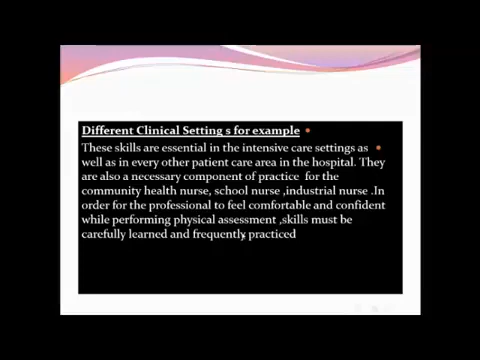 Different Clinical Setting s for example
These skills are essential in the intensive care settings as
well as in every other patient care area in the hospital. They
are also a necessary component of practice for the
community health nurse, school nurse ,industrial nurse .In
order for the professional to feel comfortable and confident
while performing physical assessment ,skills must be
carefully learned and frequently practiced